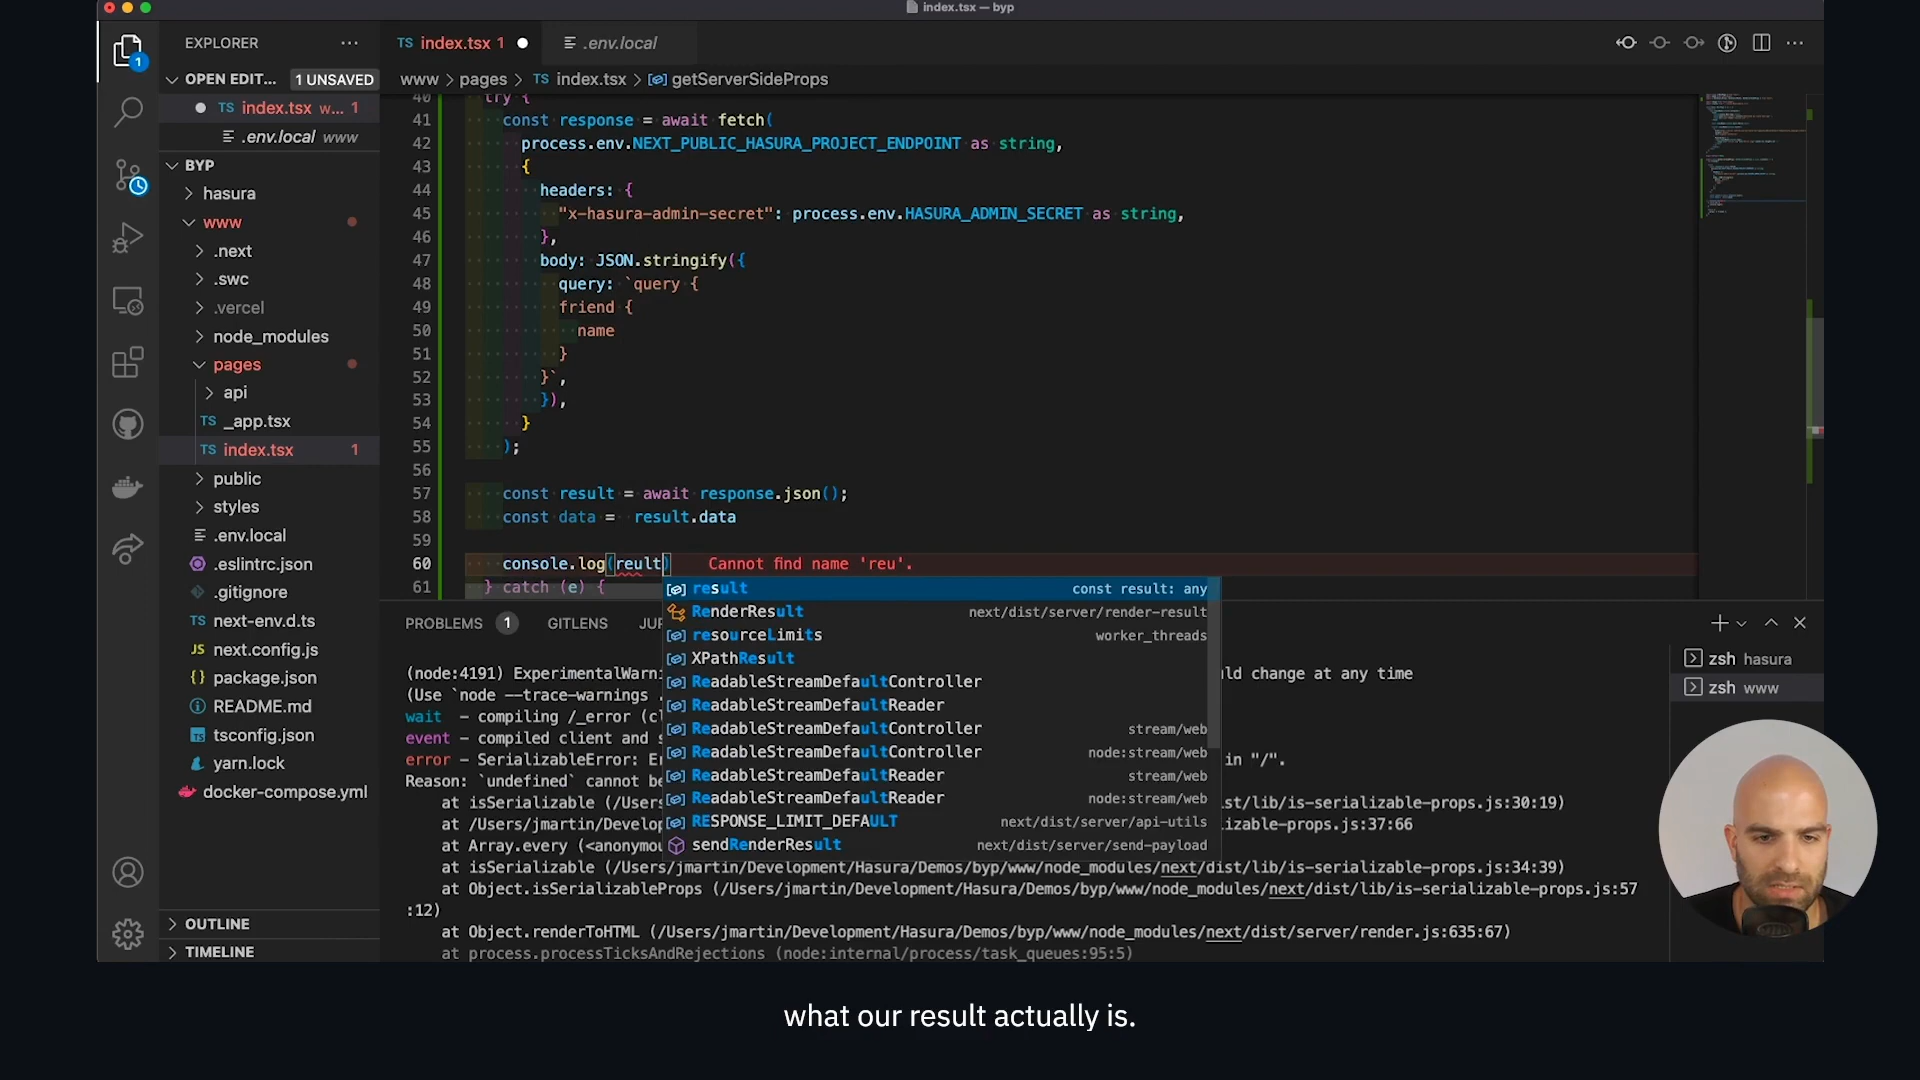 index.tsx — byp
EXPLORER
TS index.tsx 1
.env.local
OPEN EDIT... 1 UNSAVED
TS index.tsx w... 1
.env.local www
BYP
hasura
www
.next
.swc
.vercel
node_modules
pages
api
TS _app.tsx
TS index.tsx 1
public
styles
.env.local
.eslintrc.json
.gitignore
TS next-env.d.ts
JS next.config.js
{} package.json
README.md
tsconfig.json
yarn.lock
docker-compose.yml
OUTLINE
TIMELINE
www > pages > TS index.tsx > getServerSideProps
40 try {
41 const response = await fetch(
42 process.env.NEXT_PUBLIC_HASURA_PROJECT_ENDPOINT as string,
43 {
44 headers: {
45 "x-hasura-admin-secret": process.env.HASURA_ADMIN_SECRET as string,
46 },
47 body: JSON.stringify({
48 query: `query {
49 friend {
50 name
51 }
52 }`,
53 }),
54 }
55 );
56
57 const result = await response.json();
58 const data =  result.data
59
60 console.log(reult) Cannot find name 'reu'.
61 } catch (e) {
result const result: any
RenderResult next/dist/server/render-result
resourceLimits worker_threads
XPathResult
ReadableStreamDefaultController
ReadableStreamDefaultReader
ReadableStreamDefaultController stream/web
ReadableStreamDefaultController node:stream/web
ReadableStreamDefaultReader stream/web
ReadableStreamDefaultReader node:stream/web
RESPONSE_LIMIT_DEFAULT next/dist/server/api-utils
sendRenderResult next/dist/server/send-payload
PROBLEMS 1 GITLENS JU
zsh hasura
zsh www
(node:4191) ExperimentalWarni ld change at any time
(Use `node --trace-warnings .
wait - compiling /_error (cl
event - compiled client and s
error - SerializableError: Er in "/".
Reason: `undefined` cannot be
at isSerializable (/Users ist/lib/is-serializable-props.js:30:19)
at /Users/jmartin/Develop izable-props.js:37:66
at Array.every (<anonymou
at isSerializable (/Users/jmartin/Development/Hasura/Demos/byp/www/node_modules/next/dist/lib/is-serializable-props.js:34:39)
at Object.isSerializableProps (/Users/jmartin/Development/Hasura/Demos/byp/www/node_modules/next/dist/lib/is-serializable-props.js:57
:12)
at Object.renderToHTML (/Users/jmartin/Development/Hasura/Demos/byp/www/node_modules/next/dist/server/render.js:635:67)
at process.processTicksAndRejections (node:internal/process/task_queues:95:5)
what our result actually is.